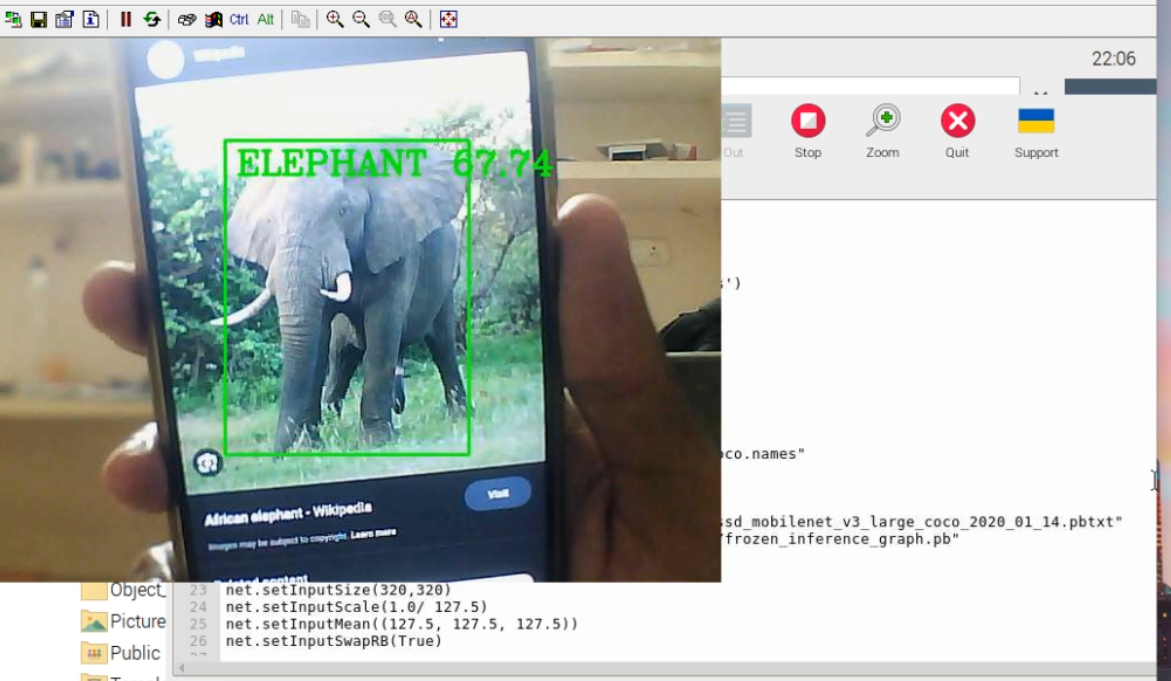 Ctrl Alt
22:06
Out
Stop
Zoom
Quit
Support
Wikipedia
ELEPHANT 67.74
African elephant - Wikipedia
Visit
Images may be subject to copyright. Learn more
Related content
')
co.names"
ssd_mobilenet_v3_large_coco_2020_01_14.pbtxt"
/frozen_inference_graph.pb"
Object_
Picture
Public
23 net.setInputSize(320,320)
24 net.setInputScale(1.0/ 127.5)
25 net.setInputMean((127.5, 127.5, 127.5))
26 net.setInputSwapRB(True)